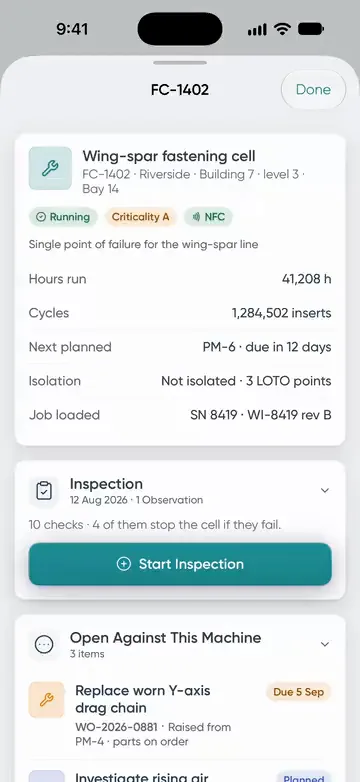 9:41
FC-1402
Done
Wing-spar fastening cell
FC-1402 · Riverside · Building 7 · level 3 ·
Bay 14
Running
Criticality A
NFC
Single point of failure for the wing-spar line
Hours run 41,208 h
Cycles 1,284,502 inserts
Next planned PM-6 · due in 12 days
Isolation Not isolated · 3 LOTO points
Job loaded SN 8419 · WI-8419 rev B
Inspection
12 Aug 2026 · 1 Observation
10 checks · 4 of them stop the cell if they fail.
Start Inspection
Open Against This Machine
3 items
Replace worn Y-axis
drag chain
Due 5 Sep
WO-2026-0881 · Raised from
PM-4 · parts on order
Investigate rising air
Planned